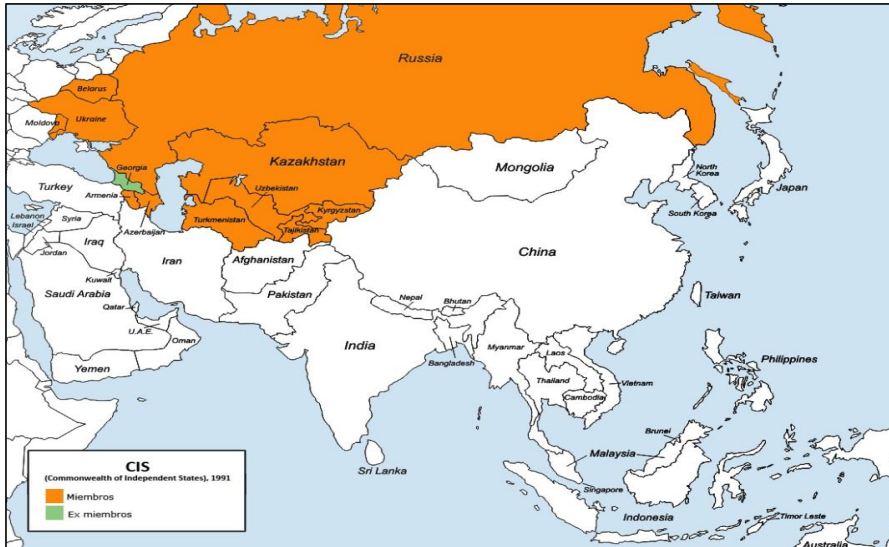 Russia
Belarus
Moldova
Ukraine
Georgia
Kazakhstan
Mongolia
Turkey
Armenia
Uzbekistan
Kyrgyzstan
North
Korea
Japan
Turkmenistan
Tajikistan
South Korea
Lebanon
Israel
Syria
Azerbaijan
China
Iraq
Iran
Afghanistan
Jordan
Kuwait
Pakistan
Saudi Arabia
Qatar
Nepal
Bhutan
Taiwan
U.A.E.
Oman
India
Myanmar
Laos
Bangladesh
Philippines
Yemen
Thailand
Vietnam
Cambodia
Brunei
Malaysia
Sri Lanka
Singapore
Indonesia
Timor Leste
Australia
CIS
(Commonwealth of Independent States), 1991
Miembros
Ex miembros